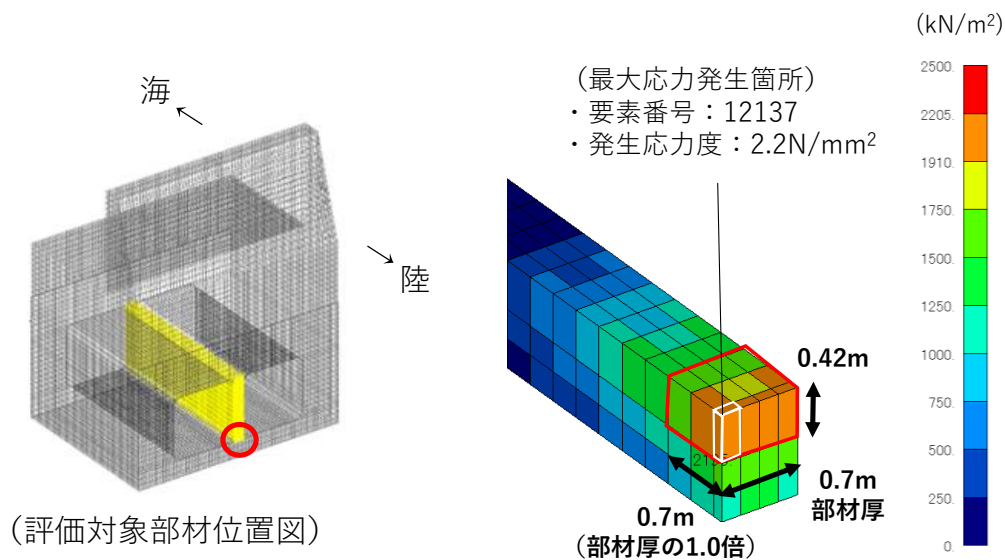 (kN/m²)
2500.
2205.
1910.
1750.
1500.
1250.
1000.
750.
500.
250.
0.
海
陸
(評価対象部材位置図)
(最大応力発生箇所)
・要素番号:12137
・発生応力度:2.2N/mm²
0.42m
0.7m
部材厚
0.7m
(部材厚の1.0倍)